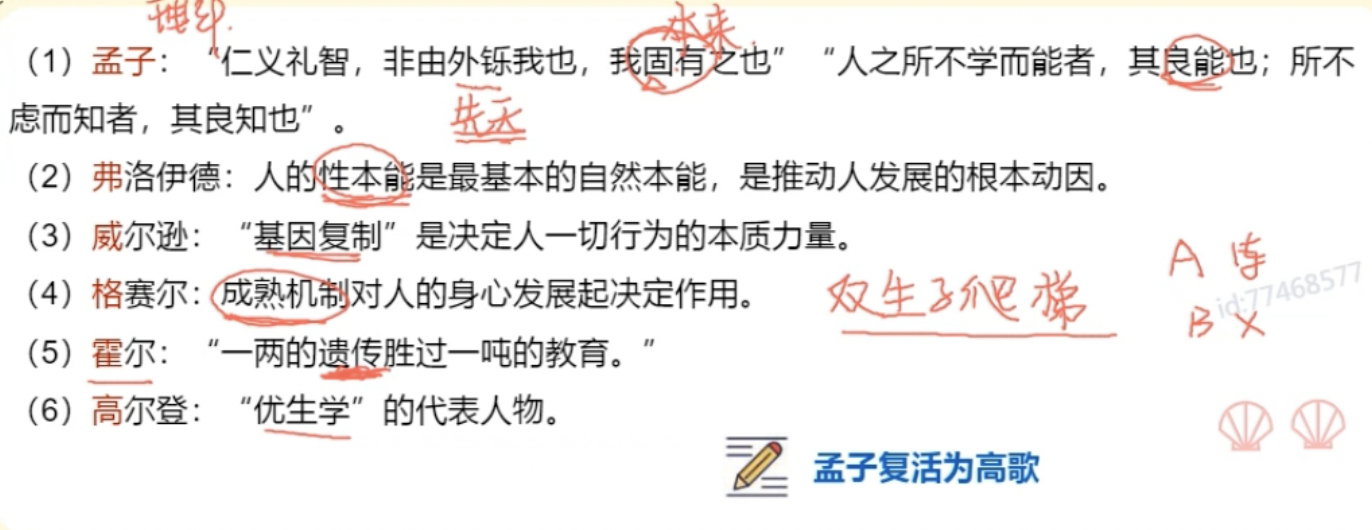 本来
（1）孟子：“仁义礼智，非由外铄我也，我固有之也”“人之所不学而能者，其良能也；所不
虑而知者，其良知也”。
先天
（2）弗洛伊德：人的性本能是最基本的自然本能，是推动人发展的根本动因。
（3）威尔逊：“基因复制”是决定人一切行为的本质力量。
A
（4）格赛尔：成熟机制对人的身心发展起决定作用。
双生子爬梯
id:77468577
B X
（5）霍尔：“一两的遗传胜过一吨的教育。”
（6）高尔登：“优生学”的代表人物。
孟子复活为高歌